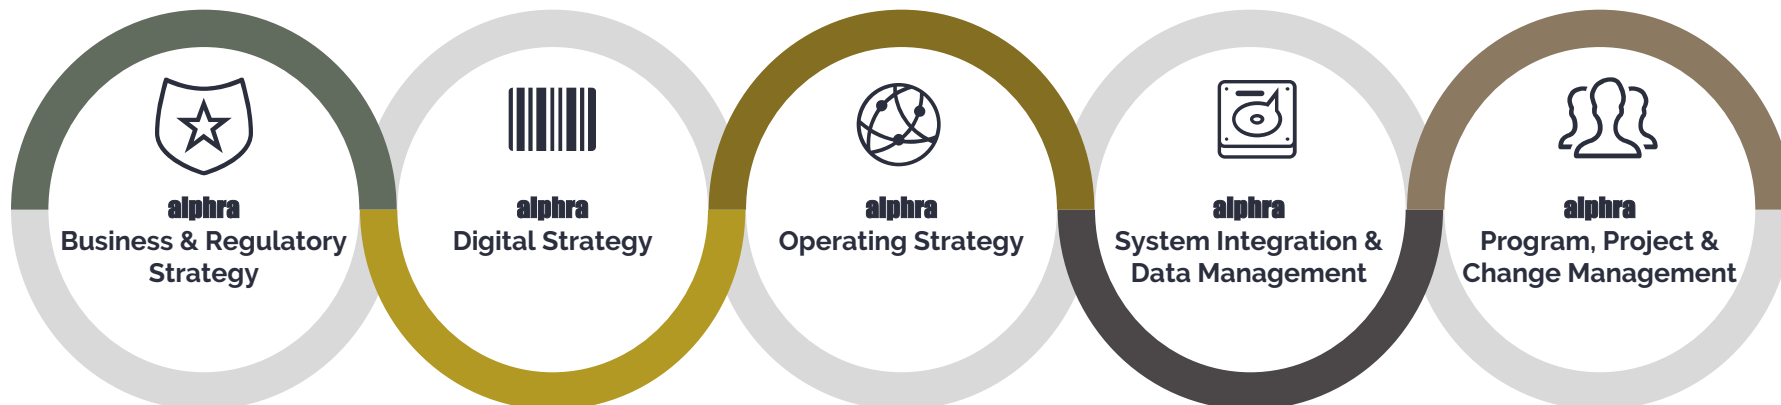 alphra
Business & Regulatory
Strategy
alphra
Digital Strategy
alphra
Operating Strategy
alphra
System Integration &
Data Management
alphra
Program, Project &
Change Management